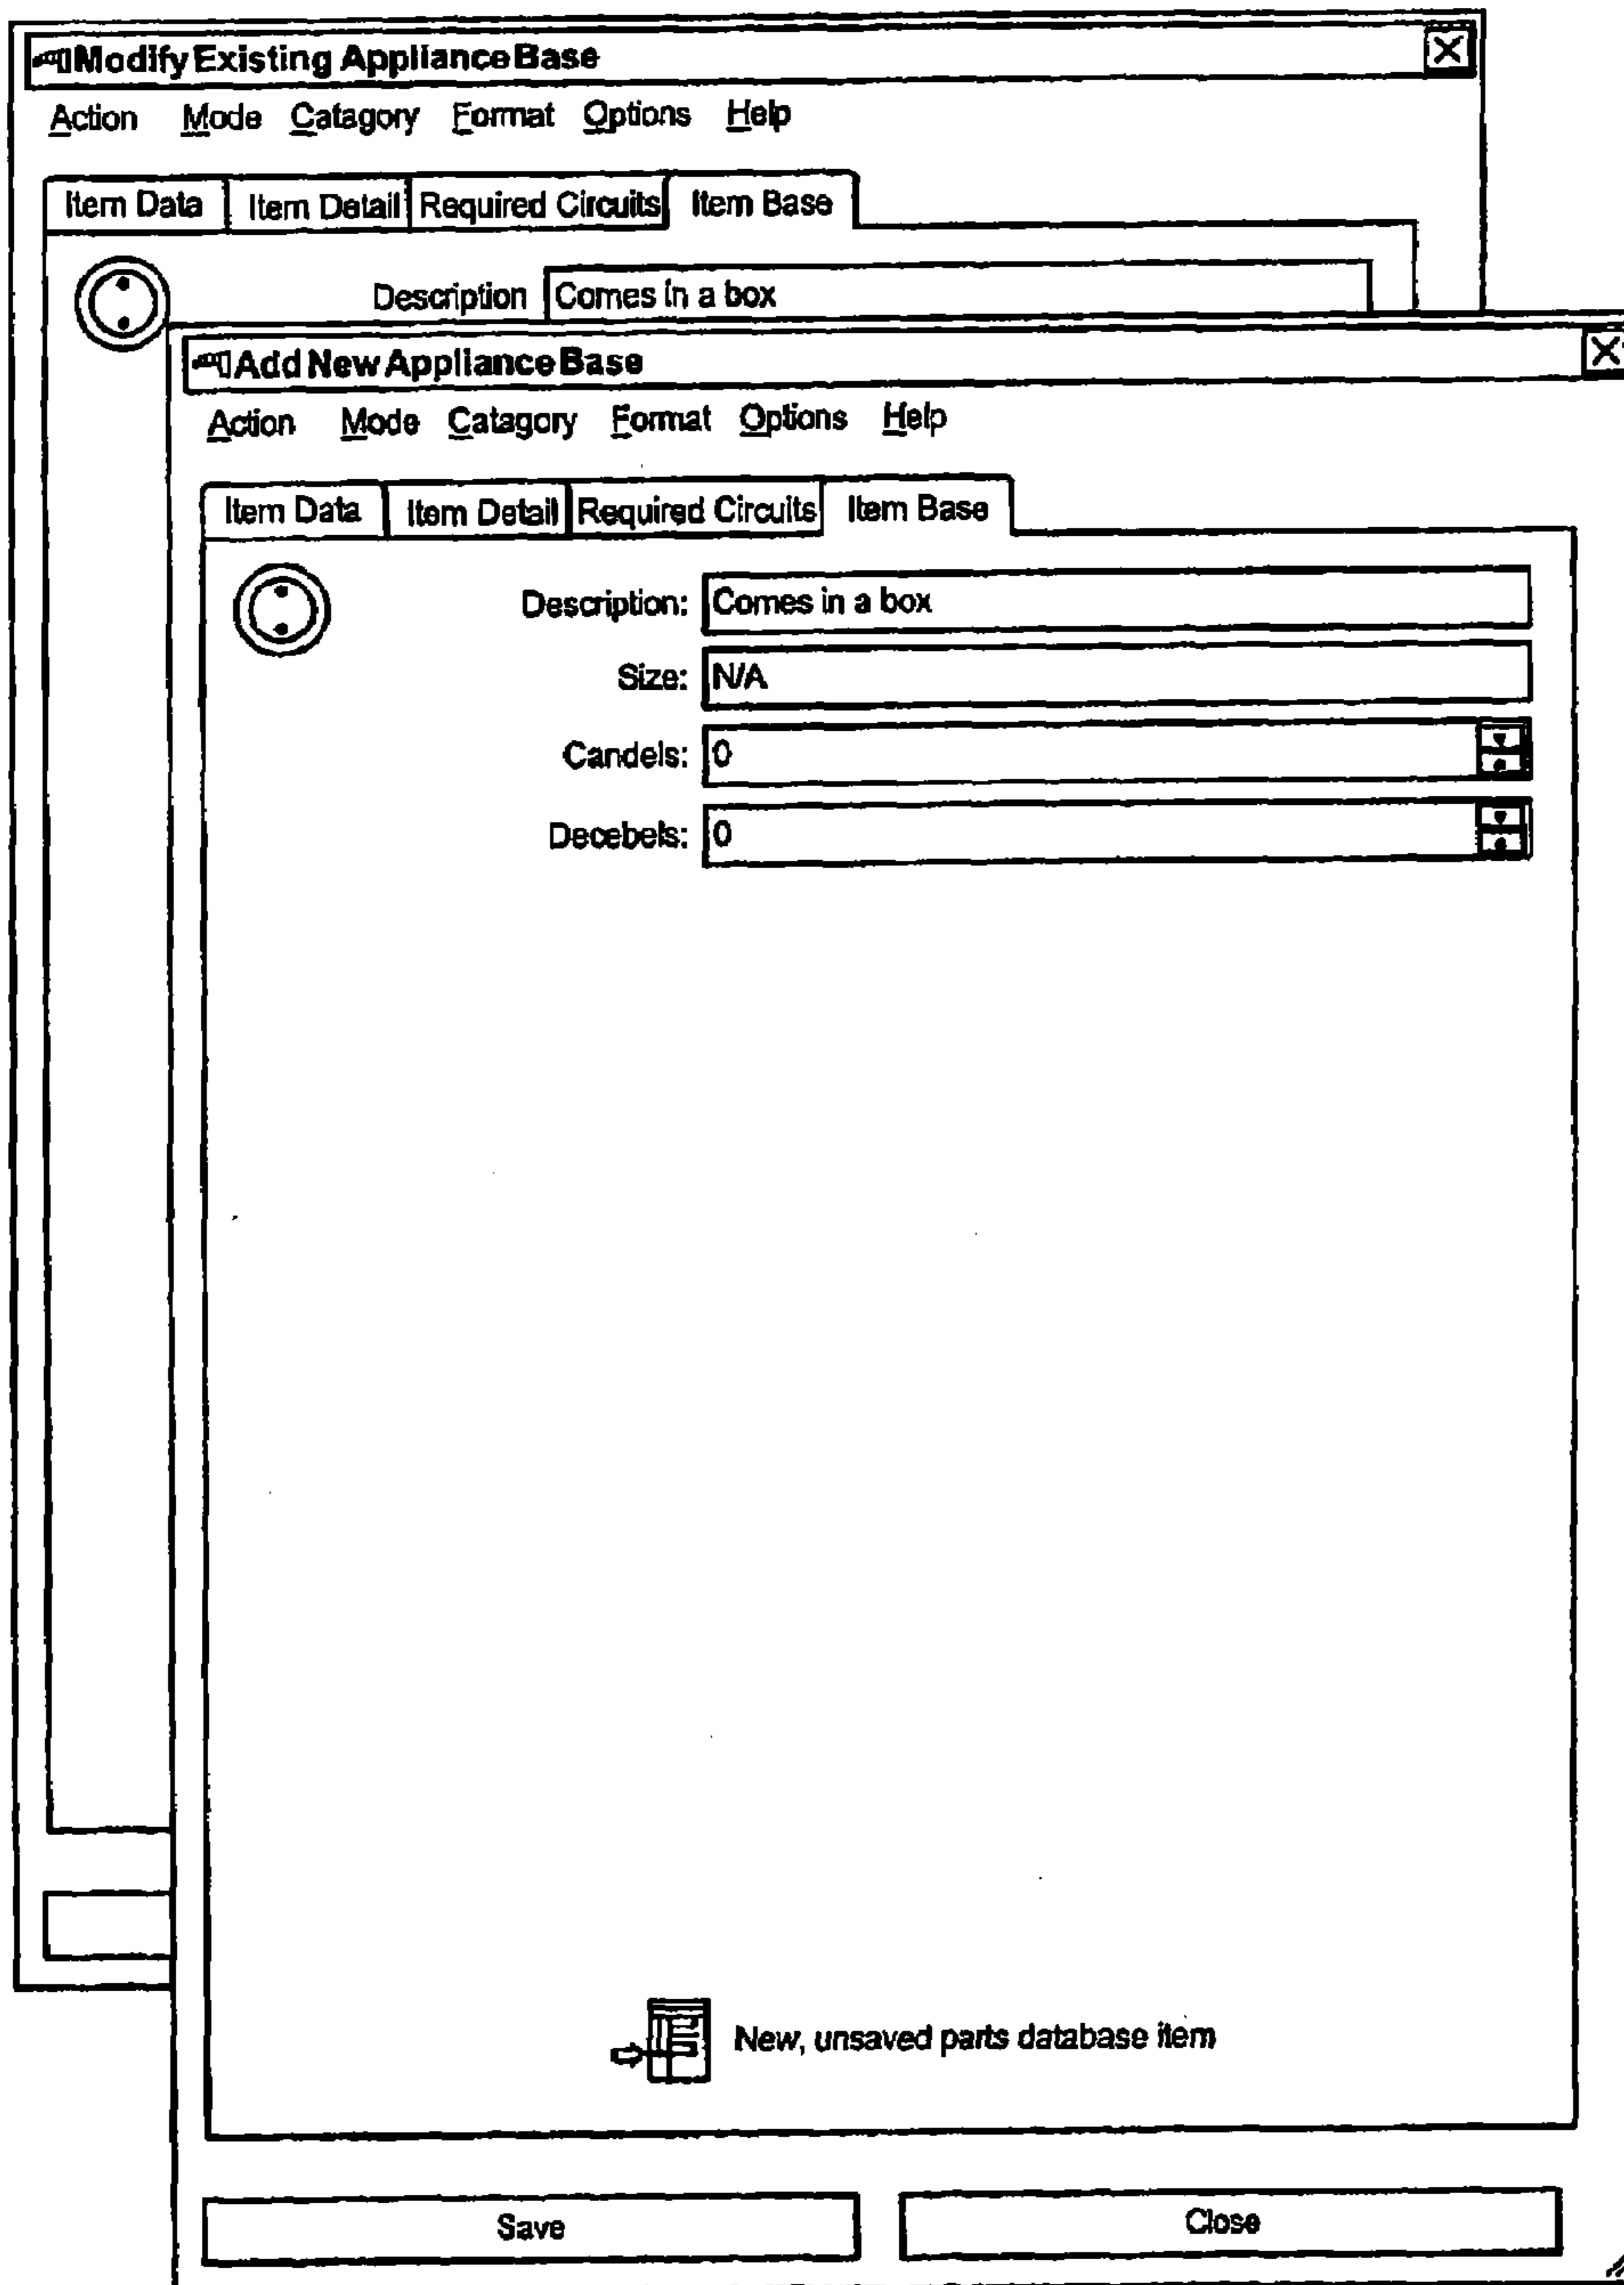 Modify Existing Appliance Base
Action Mode Catagory Format Options Help
Item Data Item Detail Required Circuits Item Base
Description Comes in a box
Add New Appliance Base
Action Mode Catagory Format Options Help
Item Data Item Detail Required Circuits Item Base
Description: Comes in a box
Size: N/A
Candels: 0
Decebels: 0
New, unsaved parts database item
Save Close